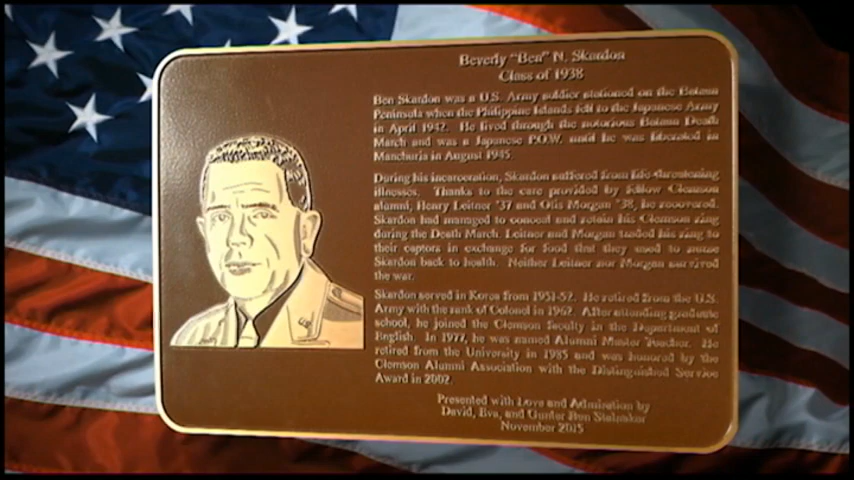 Beverly "Ben" N. Skardon
Class of 1938
Ben Skardon was a U.S. Army soldier stationed on the Bataan
Peninsula when the Philippine Islands fell to the Japanese Army
in April 1942. He lived through the notorious Bataan Death
March and was a Japanese P.O.W. until he was liberated in
Manchuria in August 1945.
During his incarceration, Skardon suffered from life-threatening
illnesses. Thanks to the care provided by fellow Clemson
alumni, Henry Leitner '37 and Otis Morgan '38, he recovered.
Skardon had managed to conceal and retain his Clemson ring
during the Death March. Leitner and Morgan traded his ring to
their captors in exchange for food that they used to nurse
Skardon back to health. Neither Leitner nor Morgan survived
the war.
Skardon served in Korea from 1951-52. He retired from the U.S.
Army with the rank of Colonel in 1962. After attending graduate
school, he joined the Clemson faculty in the Department of
English. In 1977, he was named Alumni Master Teacher. He
retired from the University in 1983 and was honored by the
Clemson Alumni Association with the Distinguished Service
Award in 2002.
Presented with Love and Admiration by
David, Eva, and Gunter Ben Stalnaker
November 2015